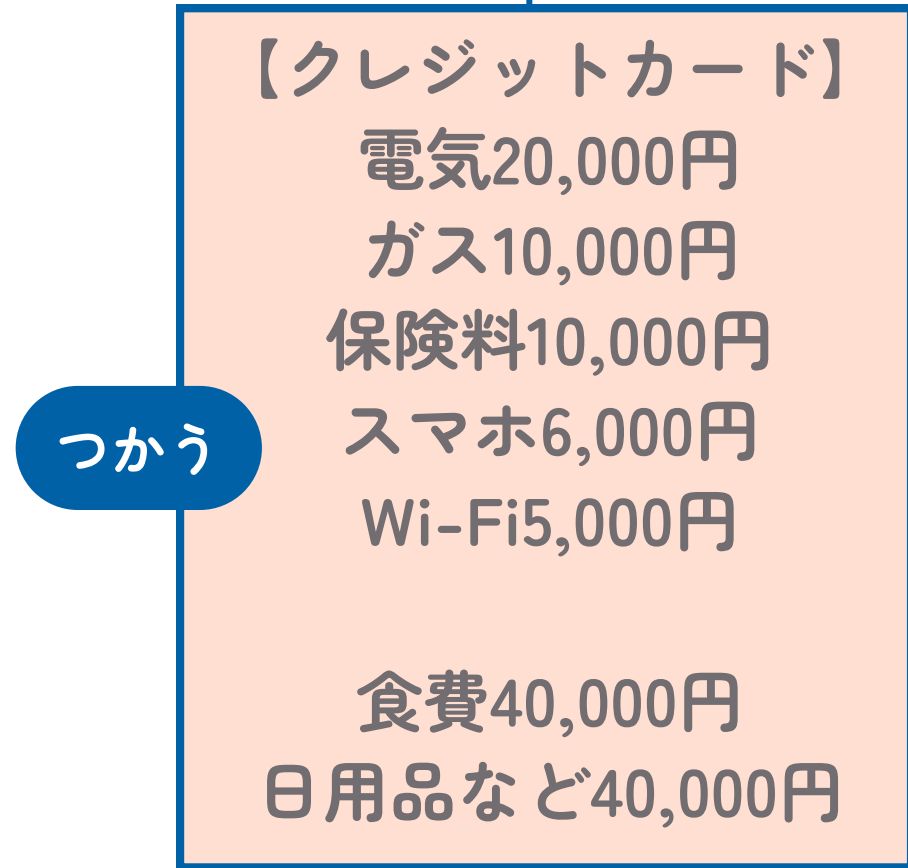 【クレジットカード】
電気20,000円
ガス10,000円
保険料10,000円
スマホ6,000円
つかう
Wi-Fi5,000円
食費40,000円
日用品など40,000円